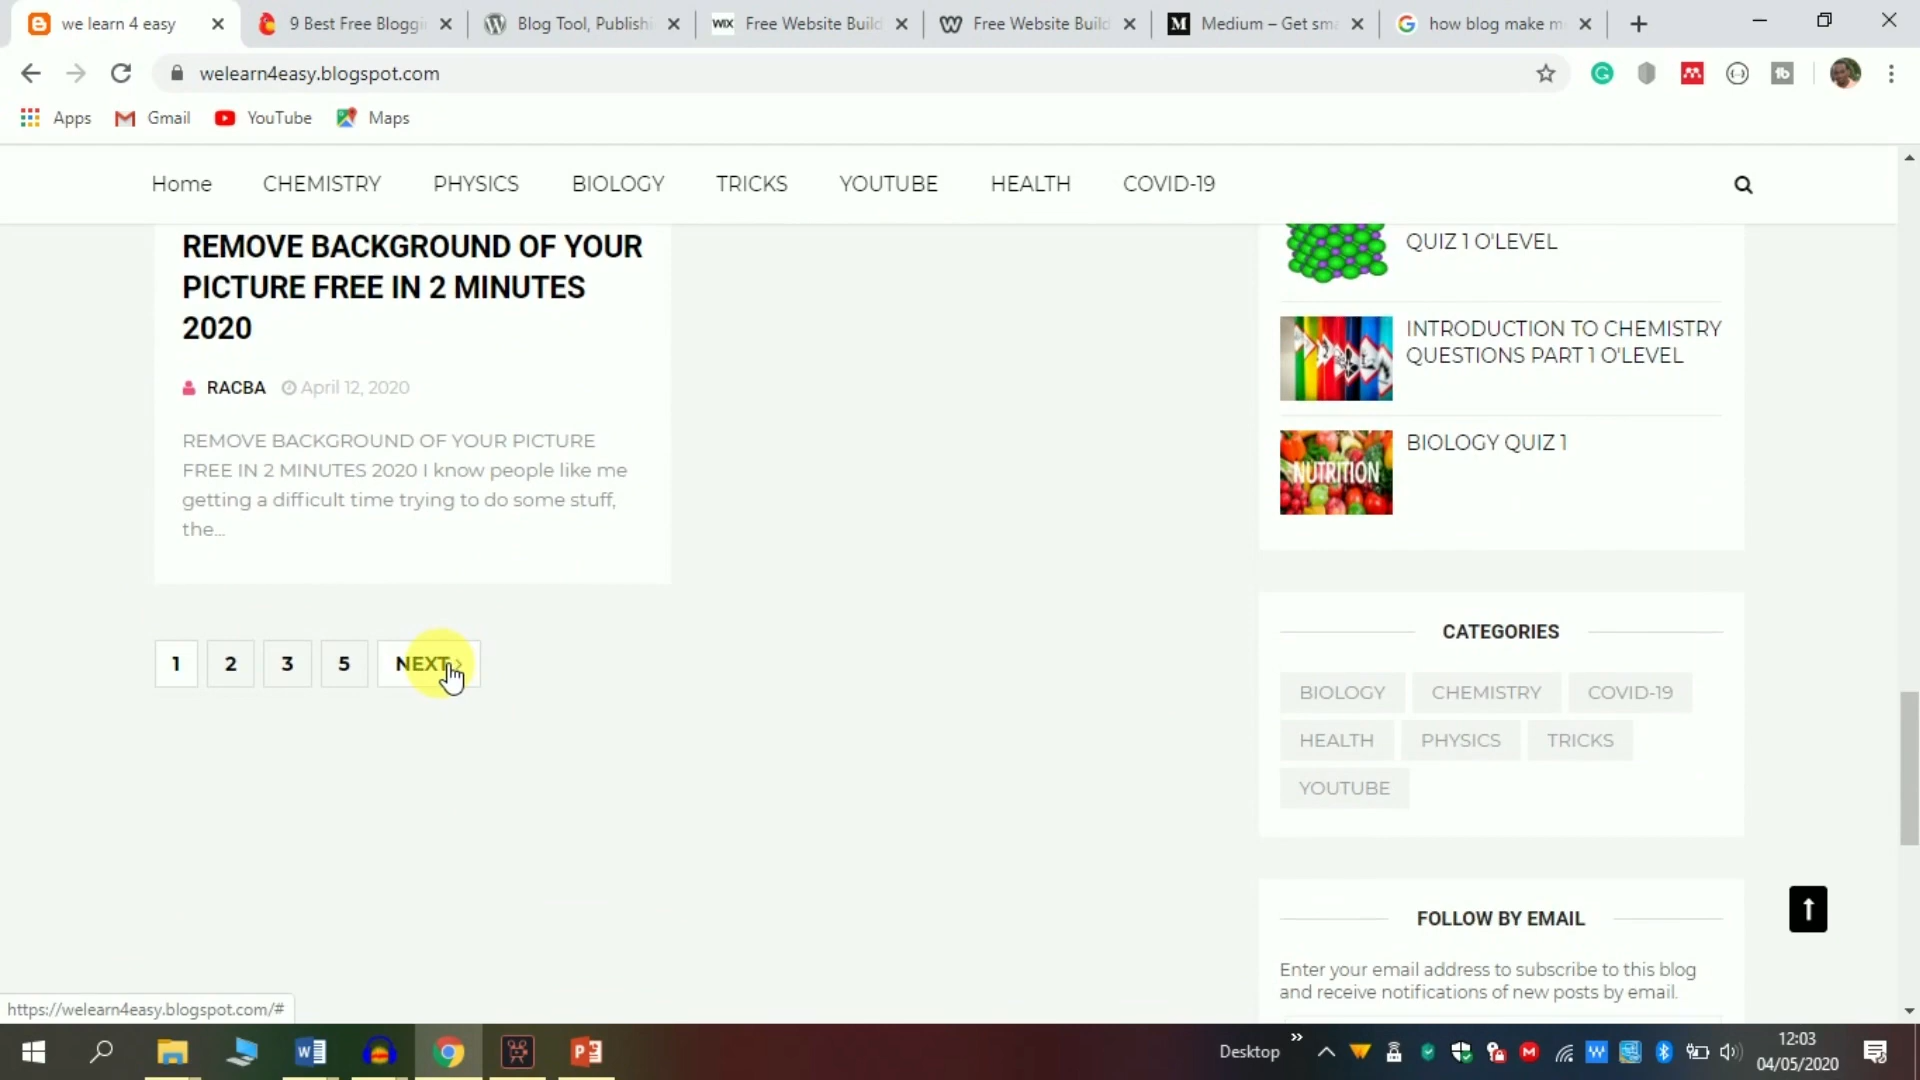 we learn 4 easy
9 Best Free Bloggi
Blog Tool, Publishi
WIX Free Website Build
Free Website Build
M Medium – Get sma
how blog make m
welearn4easy.blogspot.com
Apps
Gmail
YouTube
Maps
Home
CHEMISTRY
PHYSICS
BIOLOGY
TRICKS
YOUTUBE
HEALTH
COVID-19
REMOVE BACKGROUND OF YOUR
PICTURE FREE IN 2 MINUTES
2020
RACBA April 12, 2020
REMOVE BACKGROUND OF YOUR PICTURE
FREE IN 2 MINUTES 2020 I know people like me
getting a difficult time trying to do some stuff,
the...
1 2 3 5 NEXT
QUIZ 1 O'LEVEL
INTRODUCTION TO CHEMISTRY
QUESTIONS PART 1 O'LEVEL
NUTRITION
BIOLOGY QUIZ 1
CATEGORIES
BIOLOGY CHEMISTRY COVID-19
HEALTH PHYSICS TRICKS
YOUTUBE
FOLLOW BY EMAIL
Enter your email address to subscribe to this blog
and receive notifications of new posts by email.
https://welearn4easy.blogspot.com/#
Desktop
12:03
04/05/2020